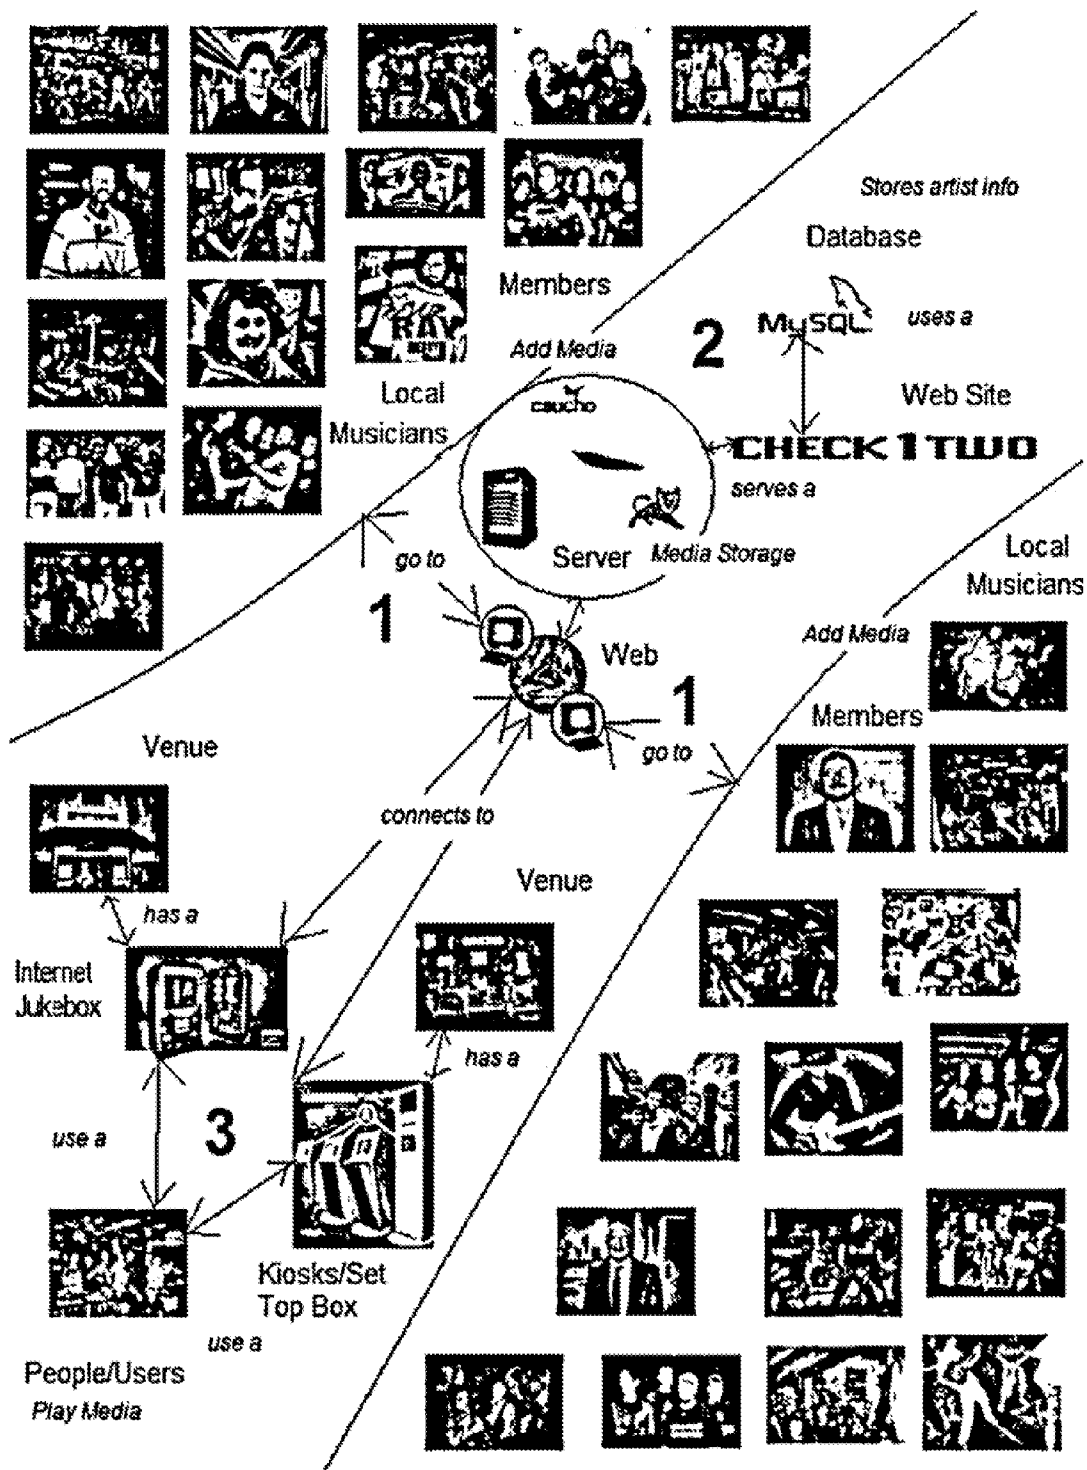 Stores artist info
Database
MySQL
uses a
2
Members
Add Media
Web Site
Local
Musicians
RAY
caucho
CHECK 1 TWO
serves a
Server
Media Storage
go to
1
Local
Musicians
Web
Add Media
1
go to
Members
Venue
connects to
Venue
has a
Internet
Jukebox
has a
3
use a
Kiosks/Set
Top Box
use a
People/Users
Play Media